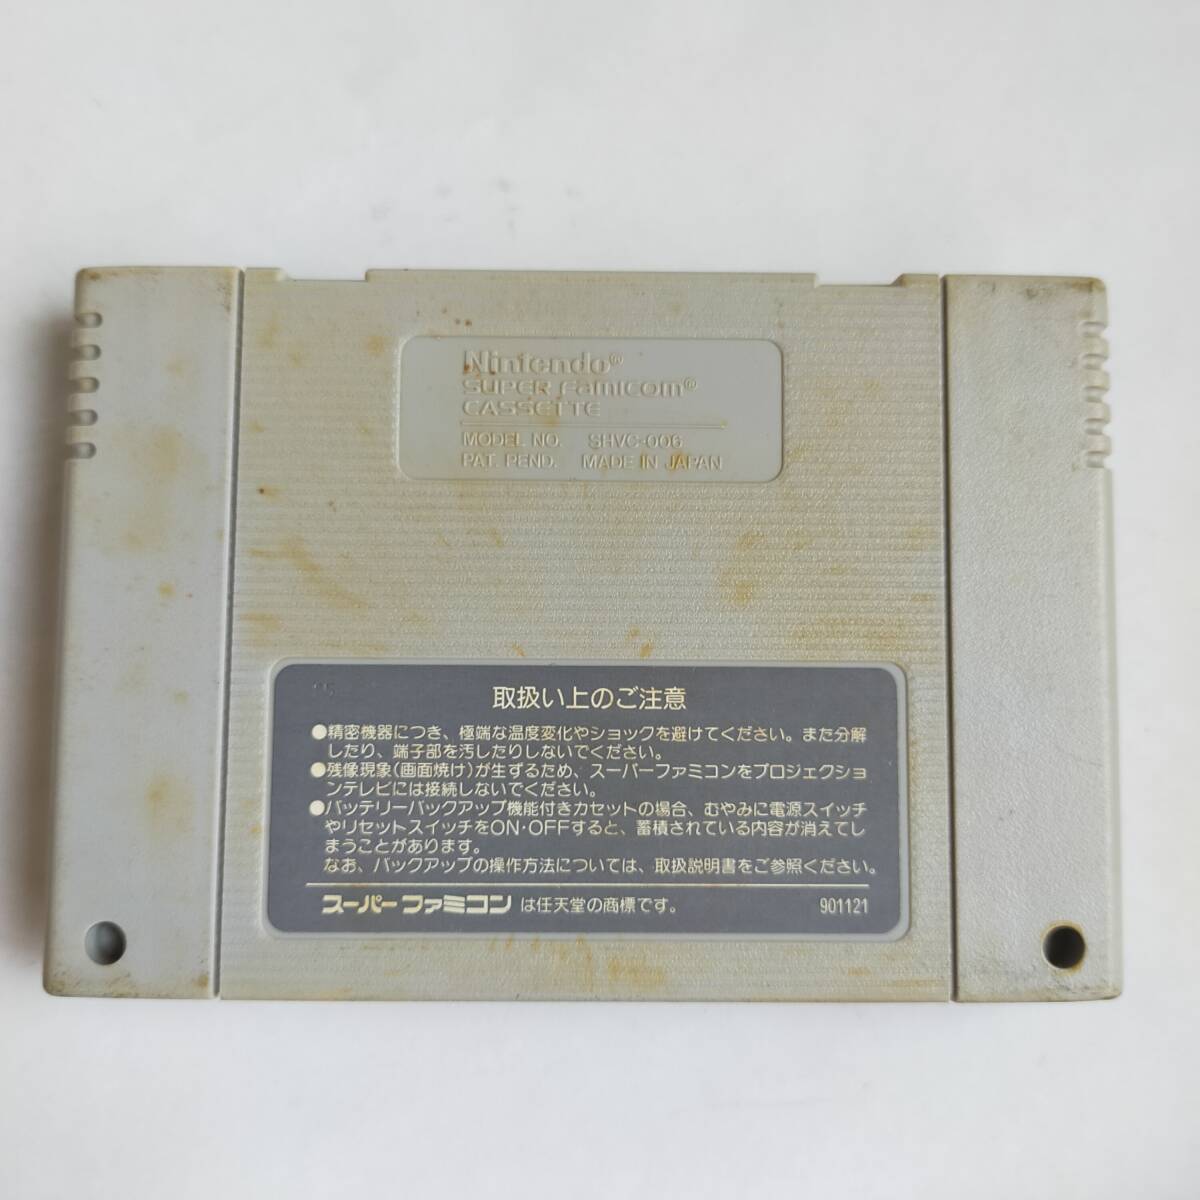 Nintendo®
SUPER Famicom®
CASSETTE
MODEL NO. SHVC-006
PAT. PEND. MADE IN JAPAN
取扱い上のご注意
●精密機器につき、極端な温度変化やショックを避けてください。また分解
したり、端子部を汚したりしないでください。
●残像現象(画面焼け)が生ずるため、スーパーファミコンをプロジェクショ
ンテレビには接続しないでください。
●バッテリーバックアップ機能付きカセットの場合、むやみに電源スイッチ
やリセットスイッチをON・OFFすると、蓄積されている内容が消えてし
まうことがあります。
なお、バックアップの操作方法については、取扱説明書をご参照ください。
スーパーファミコン は任天堂の商標です。 901121